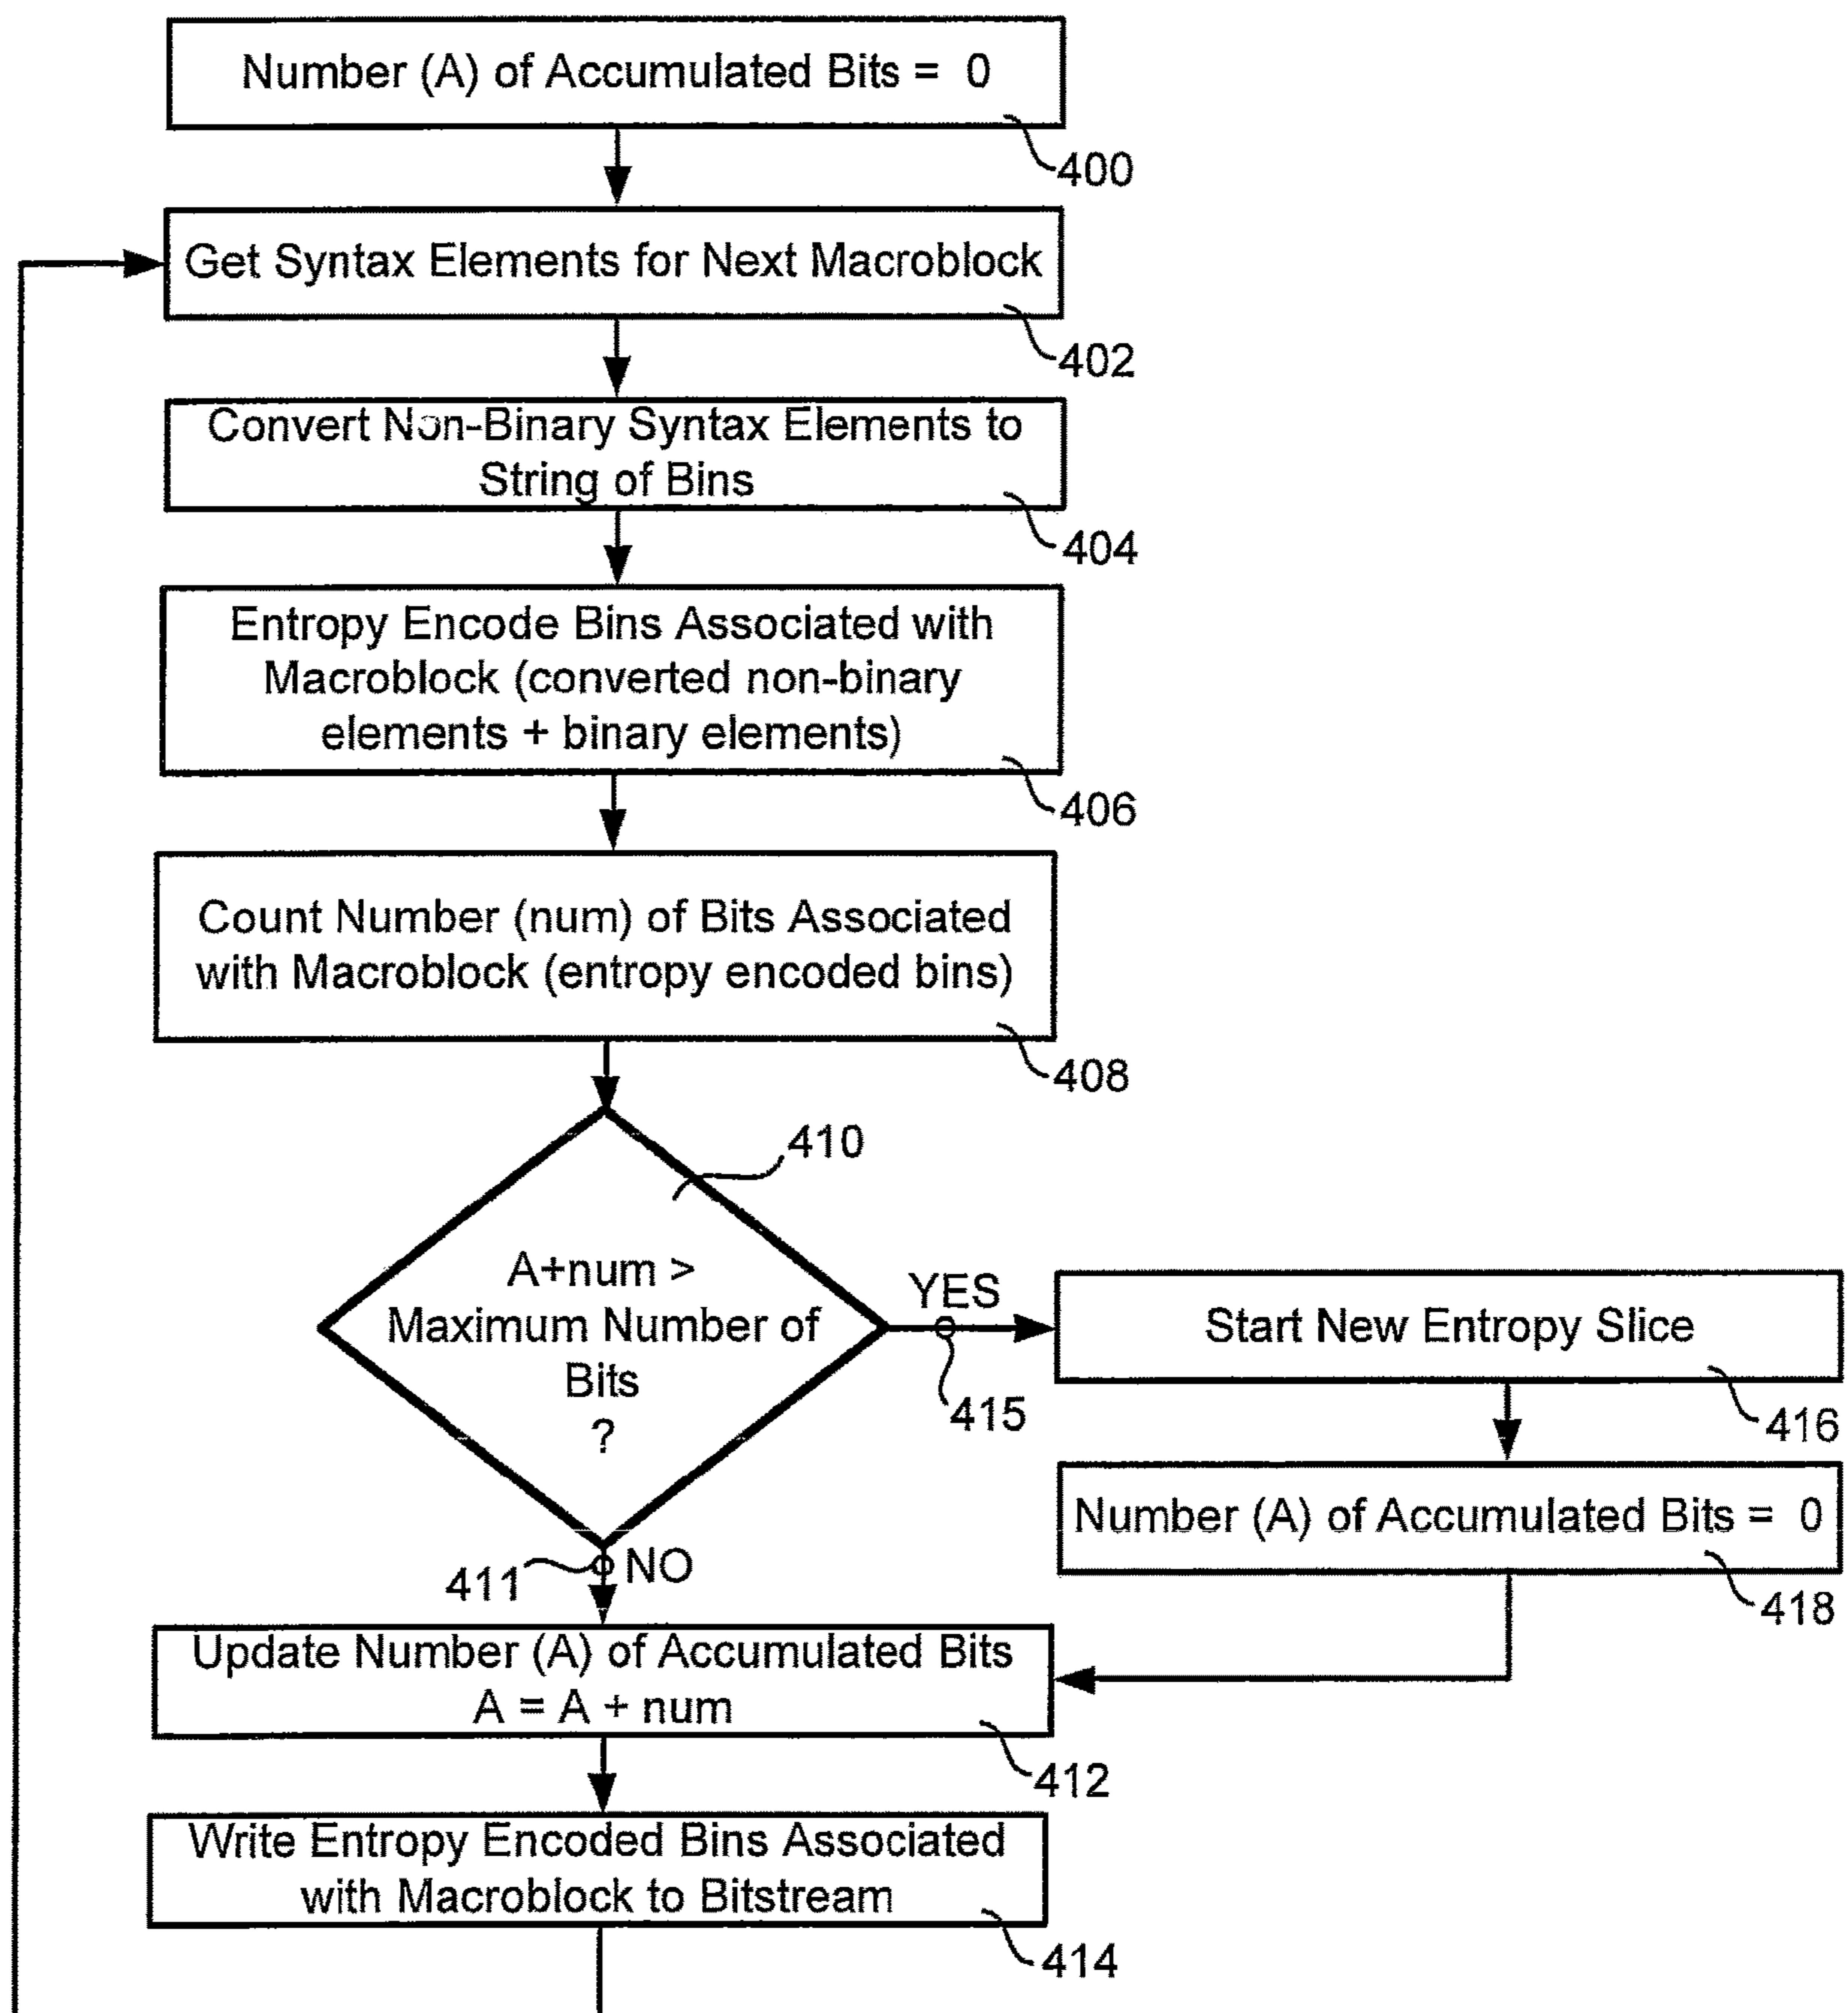 Number (A) of Accumulated Bits = 0
400
Get Syntax Elements for Next Macroblock
402
Convert Non-Binary Syntax Elements to
String of Bins
404
Entropy Encode Bins Associated with
Macroblock (converted non-binary
elements + binary elements)
406
Count Number (num) of Bits Associated
with Macroblock (entropy encoded bins)
408
410
A+num >
Maximum Number of
Bits
?
YES
415
Start New Entropy Slice
416
Number (A) of Accumulated Bits = 0
418
411
NO
Update Number (A) of Accumulated Bits
A = A + num
412
Write Entropy Encoded Bins Associated
with Macroblock to Bitstream
414